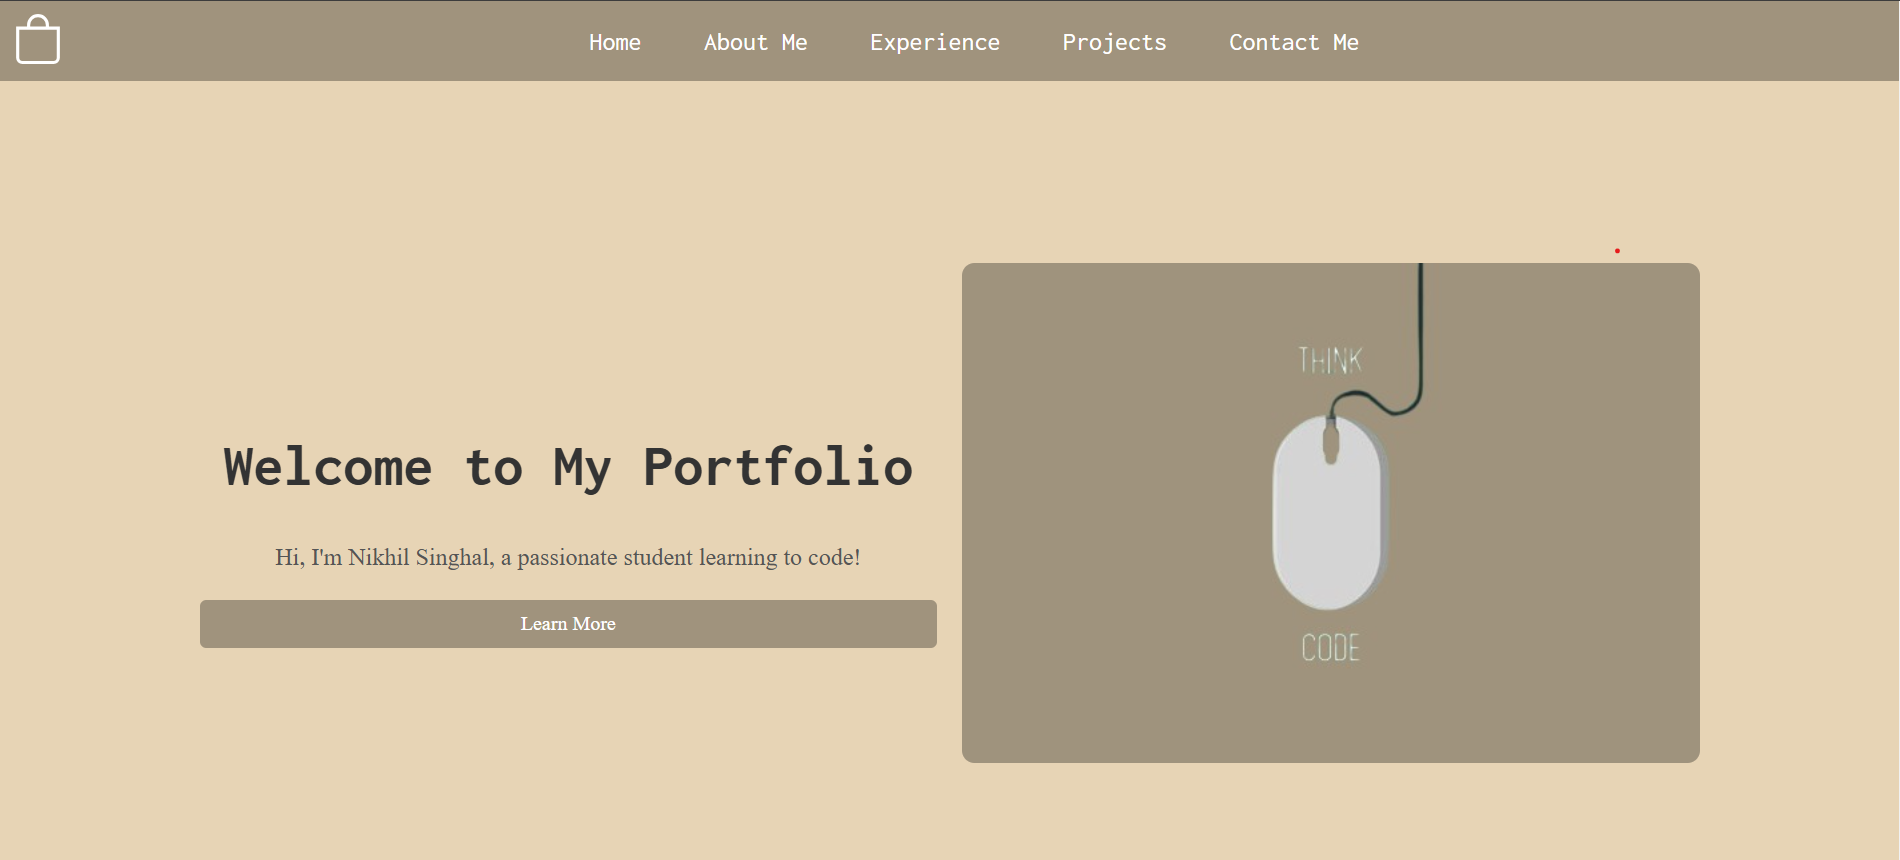 Home About Me Experience Projects Contact Me
Welcome to My Portfolio
Hi, I'm Nikhil Singhal, a passionate student learning to code!
Learn More
THINK
CODE